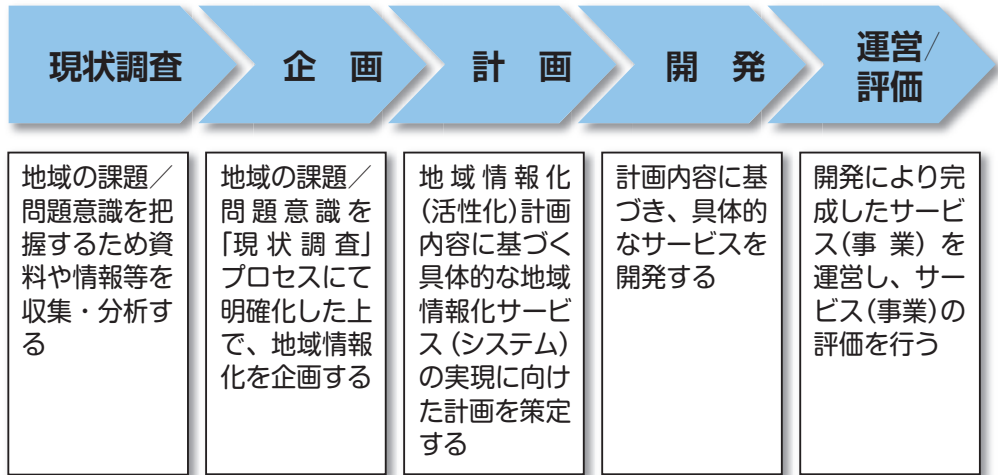 現状調査
企　画
計　画
開　発
運営/
評価
地域の課題／
問題意識を把
握するため資
料や情報等を
収集・分析す
る
地域の課題／
問題意識を
「現状調査」
プロセスにて
明確化した上
で、地域情報
化を企画する
地域情報化
(活性化)計画
内容に基づく
具体的な地域
情報化サービ
ス(システム)
の実現に向け
た計画を策定
する
計画内容に基
づき、具体的
なサービスを
開発する
開発により完
成したサービ
ス(事業)を
運営し、サー
ビス(事業)の
評価を行う